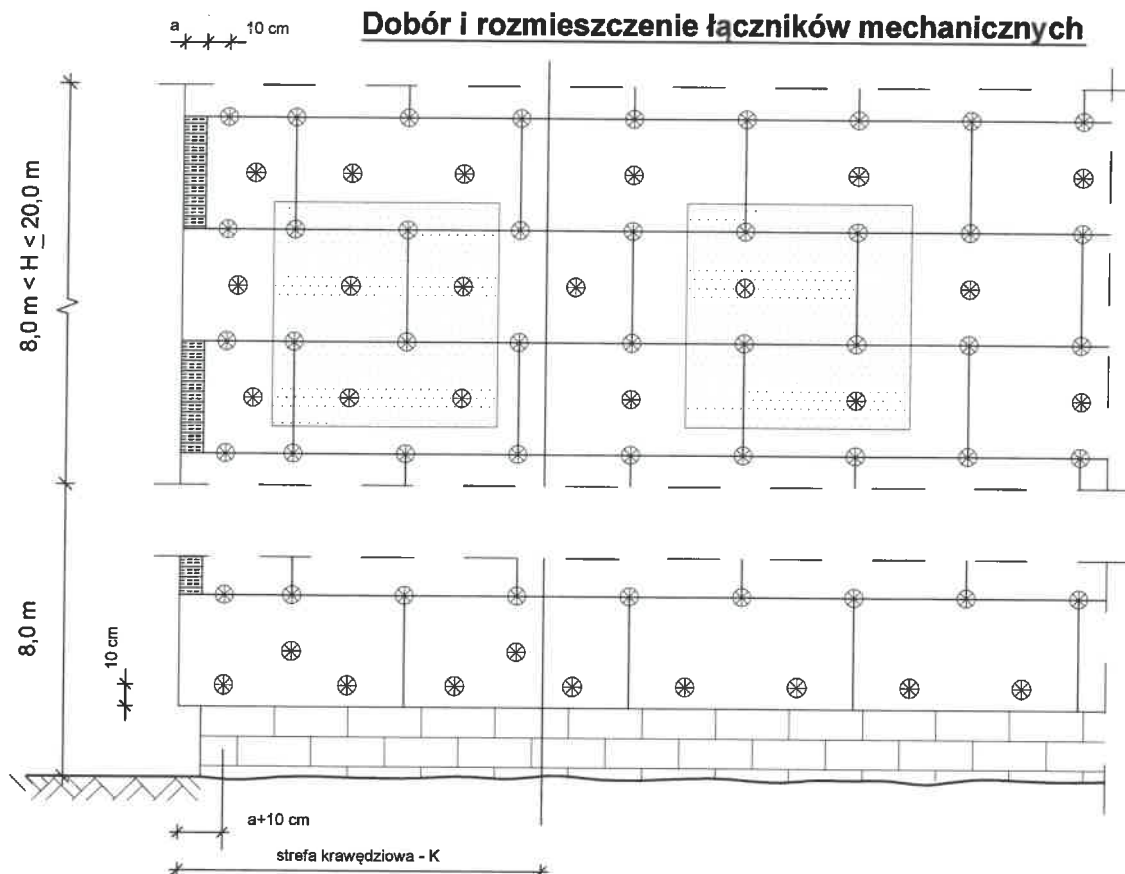 Dobór i rozmieszczenie łączników mechanicznych
a 10 cm
8,0 m < H ≤ 20,0 m
8,0 m
10 cm
a+10 cm
strefa krawędziowa - K